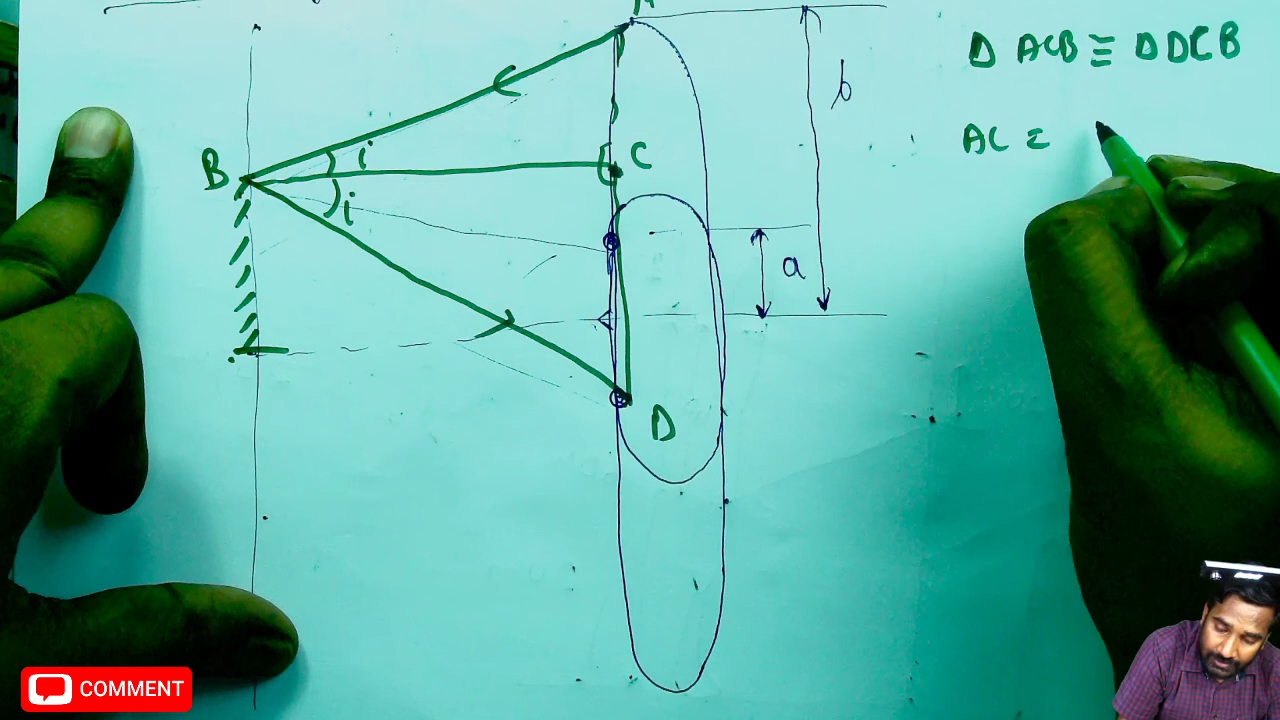 A
b
D ACB ≡ D DCB
AC =
B
i
C
i
a
D
COMMENT